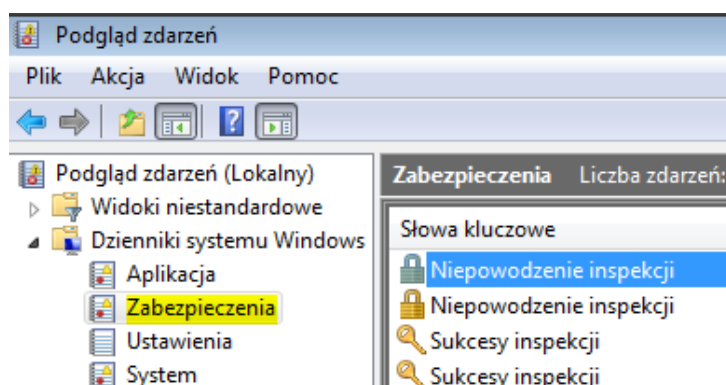 Podgląd zdarzeń
Plik Akcja Widok Pomoc
Podgląd zdarzeń (Lokalny)
Widoki niestandardowe
Dzienniki systemu Windows
Aplikacja
Zabezpieczenia
Ustawienia
System
Zabezpieczenia Liczba zdarzeń:
Słowa kluczowe
Niepowodzenie inspekcji
Niepowodzenie inspekcji
Sukcesy inspekcji
Sukcesy inspekcji